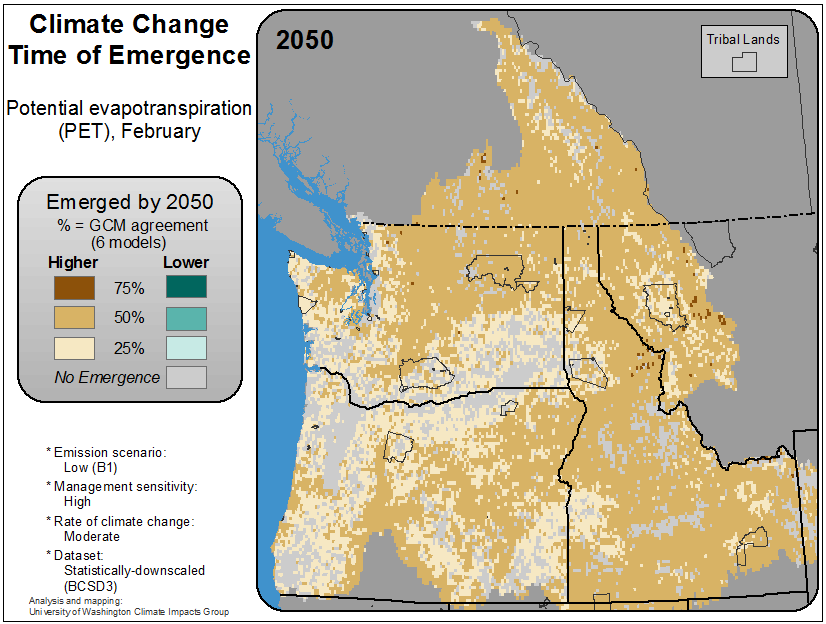 Climate Change
Time of Emergence
Potential evapotranspiration
(PET), February
Emerged by 2050
% = GCM agreement
(6 models)
Higher Lower
75%
50%
25%
No Emergence
* Emission scenario:
Low (B1)
* Management sensitivity:
High
* Rate of climate change:
Moderate
* Dataset:
Statistically-downscaled
(BCSD3)
Analysis and mapping:
University of Washington Climate Impacts Group
2050
Tribal Lands